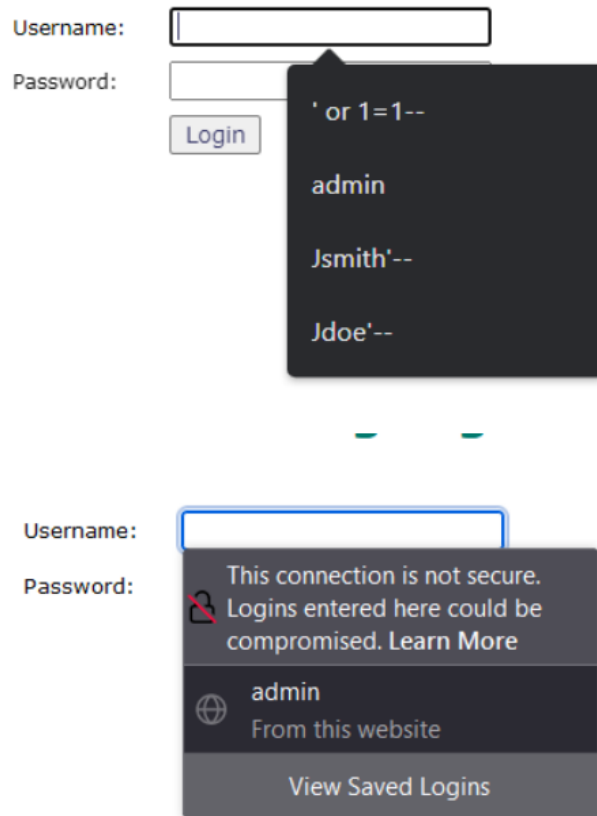 Username:
Password:
Login
' or 1=1--
admin
Jsmith'--
Jdoe'--
Username:
Password:
This connection is not secure.
Logins entered here could be
compromised. Learn More
admin
From this website
View Saved Logins